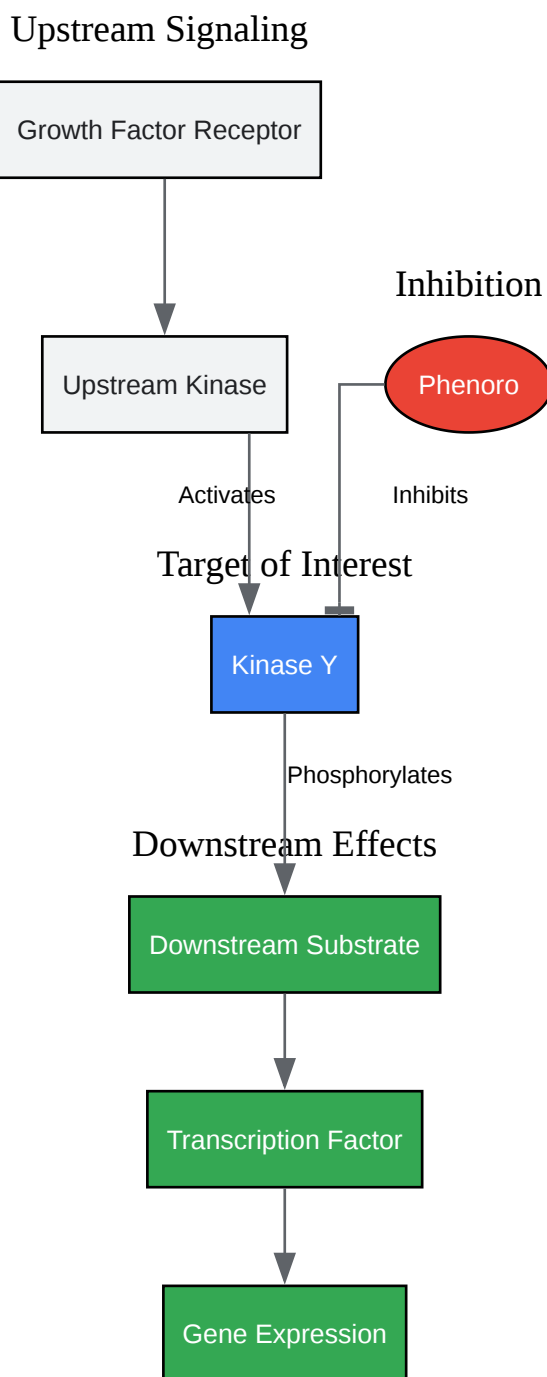 Upstream Signaling
Growth Factor Receptor
Inhibition
Upstream Kinase
Phenoro
Activates
Inhibits
Target of Interest
Kinase Y
Phosphorylates
Downstream Effects
Downstream Substrate
Transcription Factor
Gene Expression